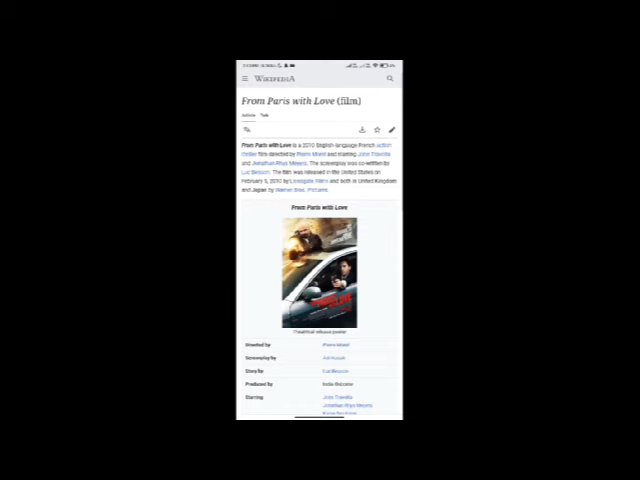 WIKIPEDIA
From Paris with Love (film)
Article Talk
From Paris with Love is a 2010 English-language French action
thriller film directed by Pierre Morel and starring John Travolta
and Jonathan Rhys Meyers. The screenplay was co-written by
Luc Besson. The film was released in the United States on
February 5, 2010 by Lionsgate Films and both in United Kingdom
and Japan by Warner Bros. Pictures.
From Paris with Love
Theatrical release poster
Directed by Pierre Morel
Screenplay by Adi Hasak
Story by Luc Besson
Produced by India Osborne
Starring John Travolta
Jonathan Rhys Meyers